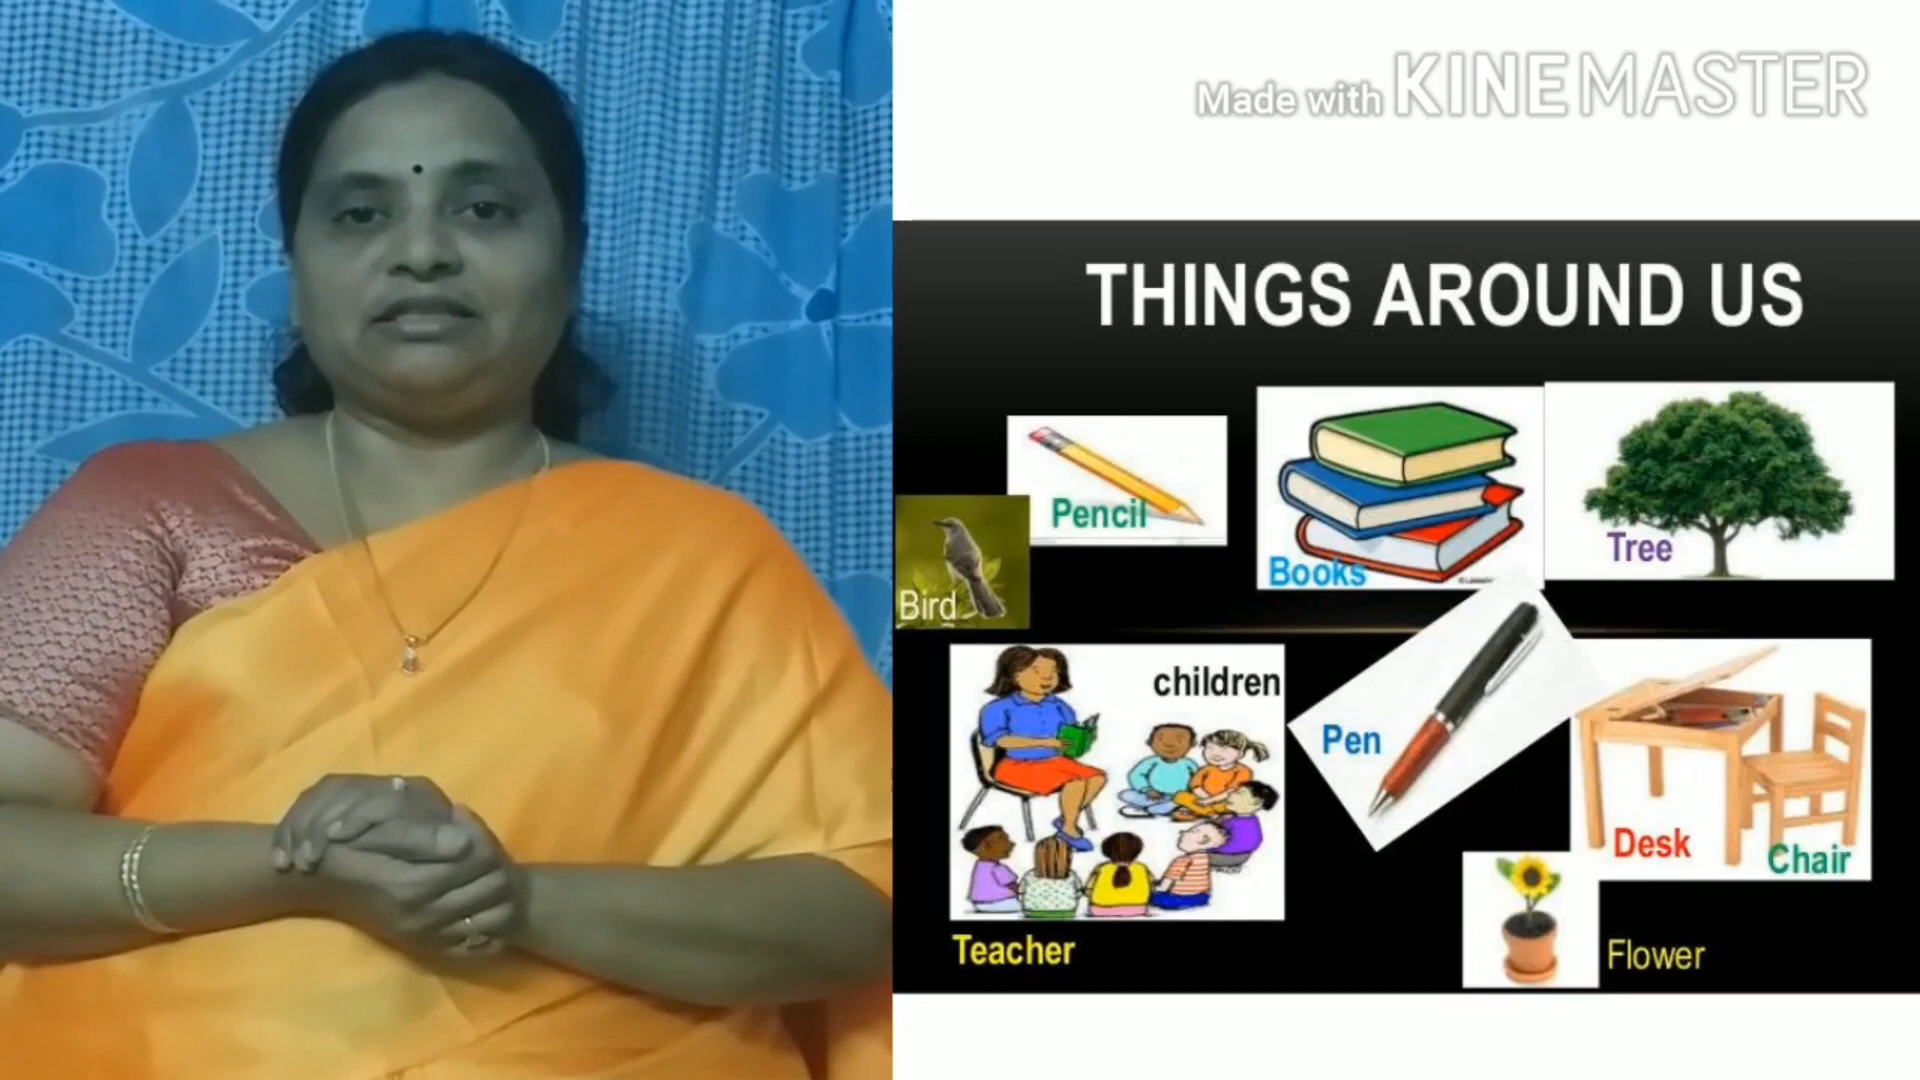 Made with KINEMASTER
THINGS AROUND US
Pencil
Books
Tree
Bird
children
Pen
Desk
Chair
Teacher
Flower